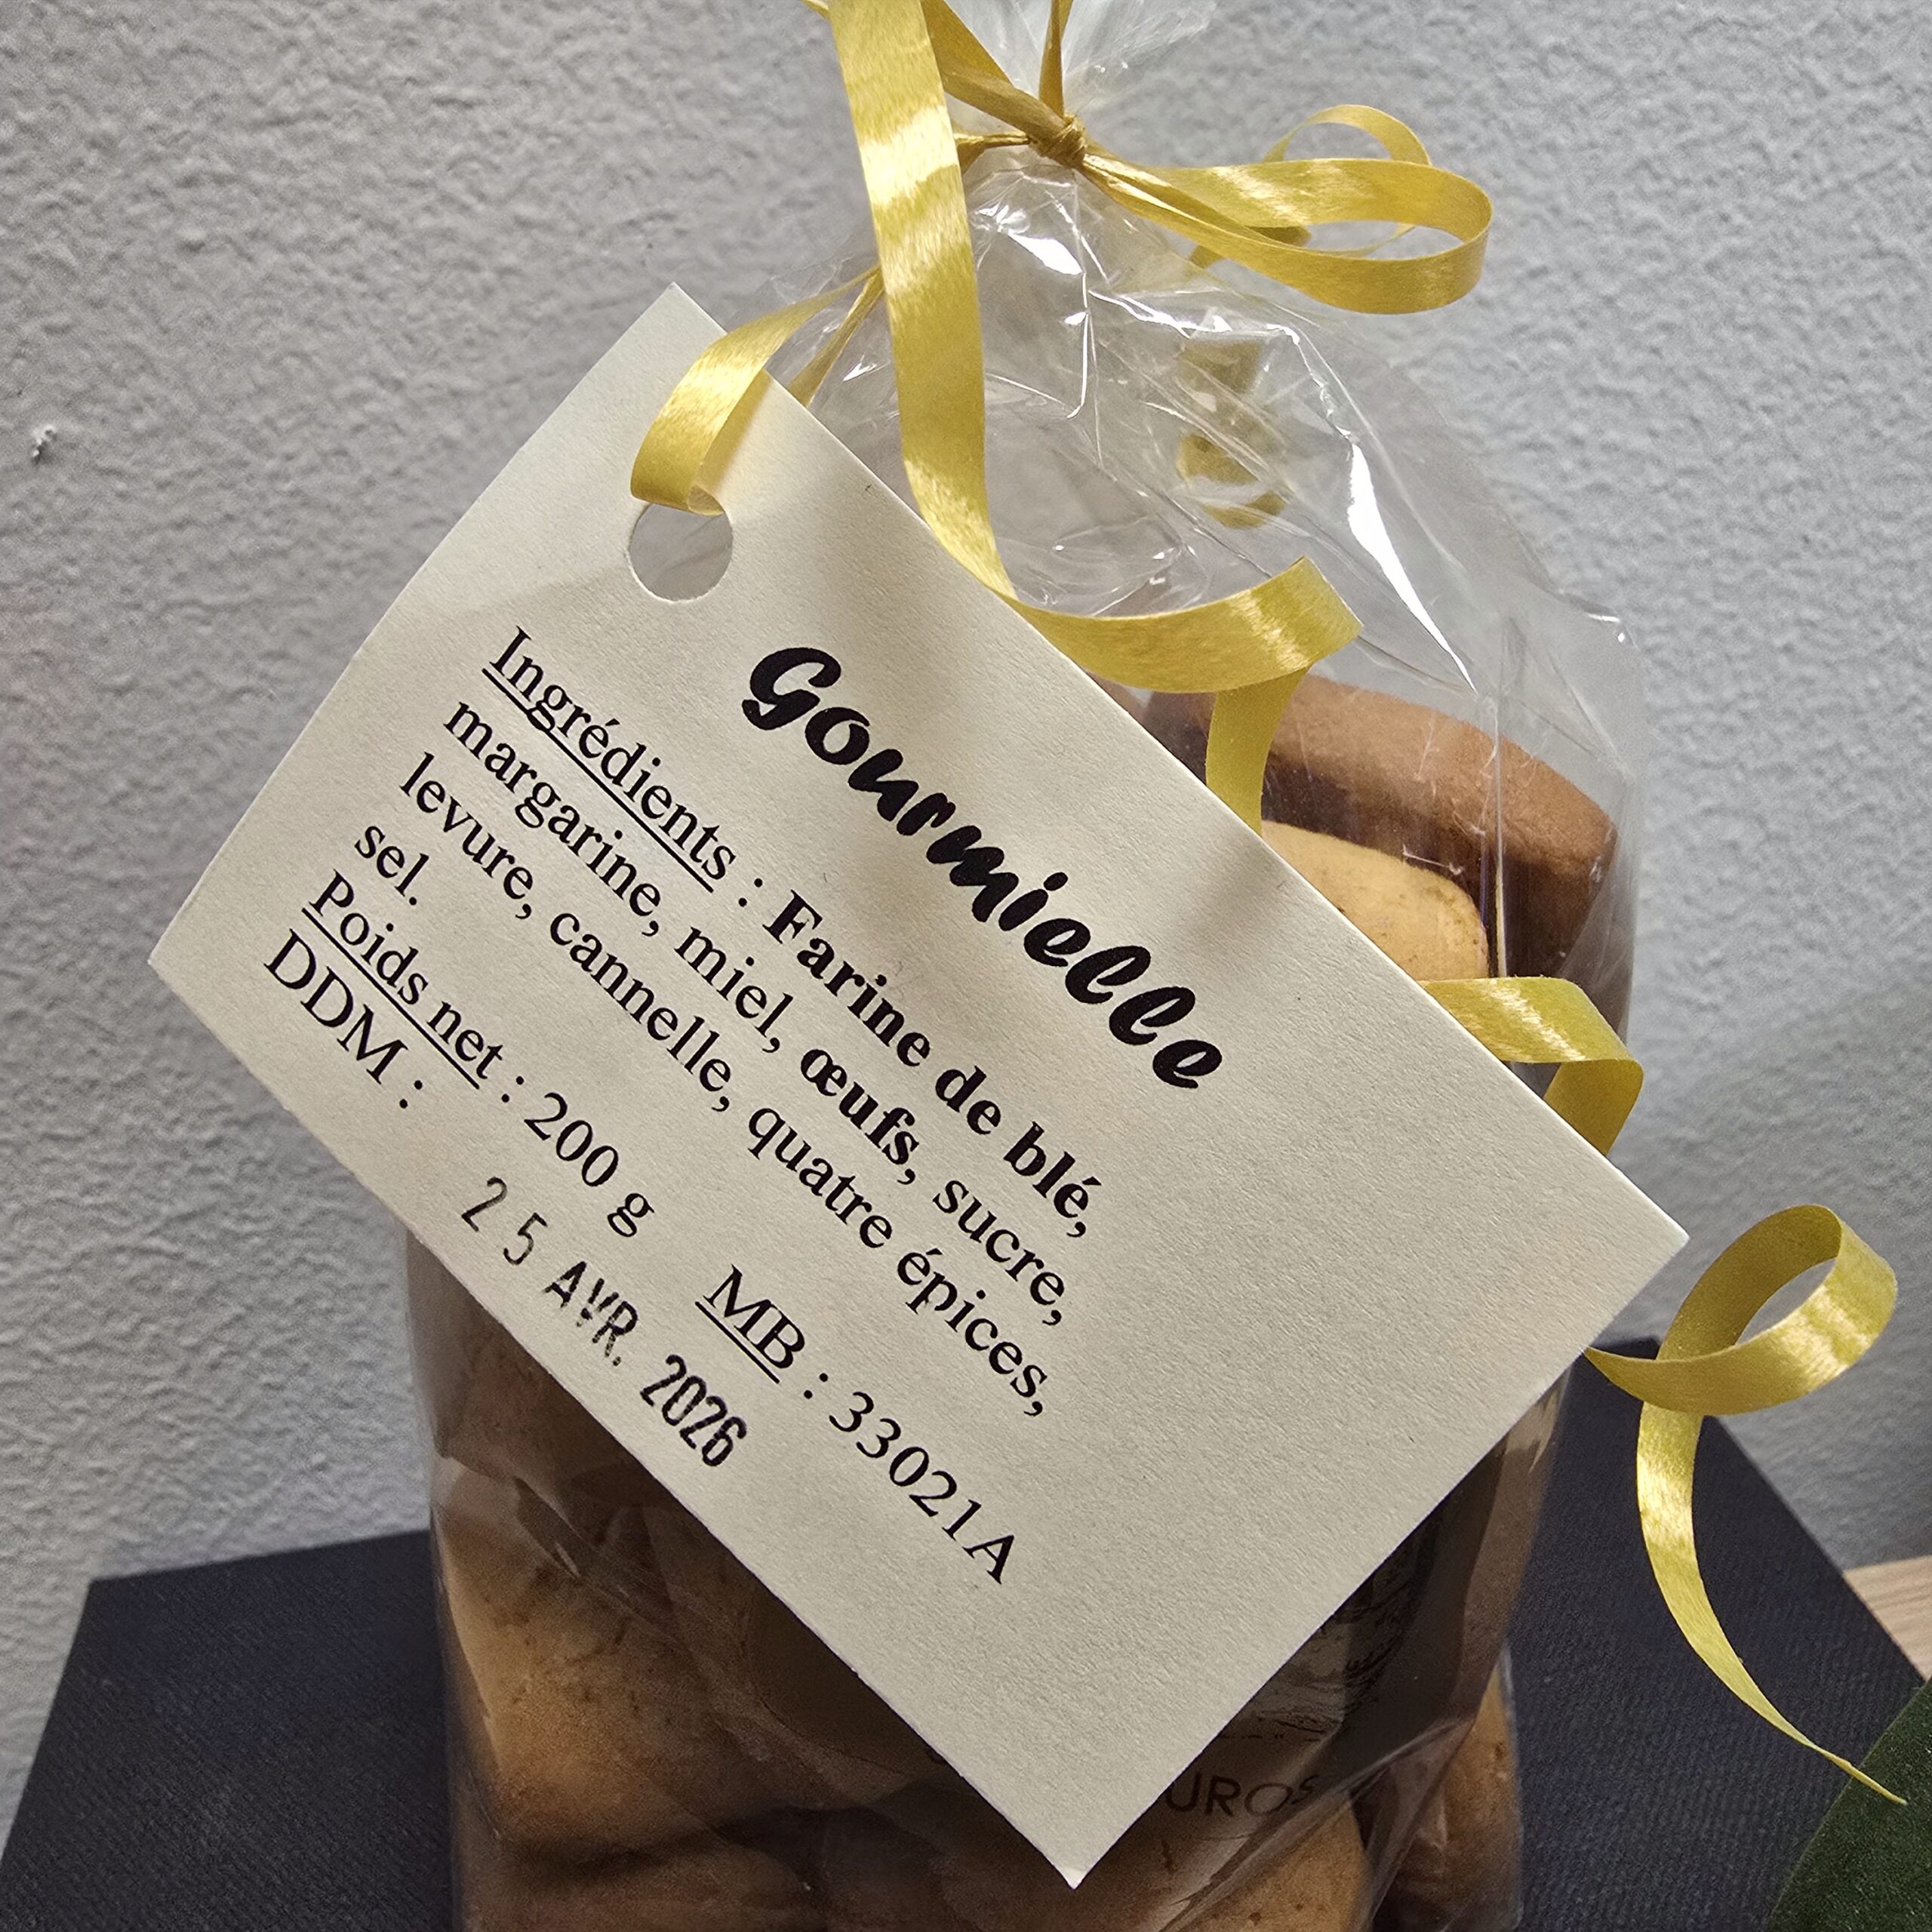 Gourmielle
Ingrédients : Farine de blé,
margarine, miel, œufs, sucre,
levure, cannelle, quatre épices,
sel.
Poids net : 200 g MB : 33021A
DDM : 25 AVR. 2026